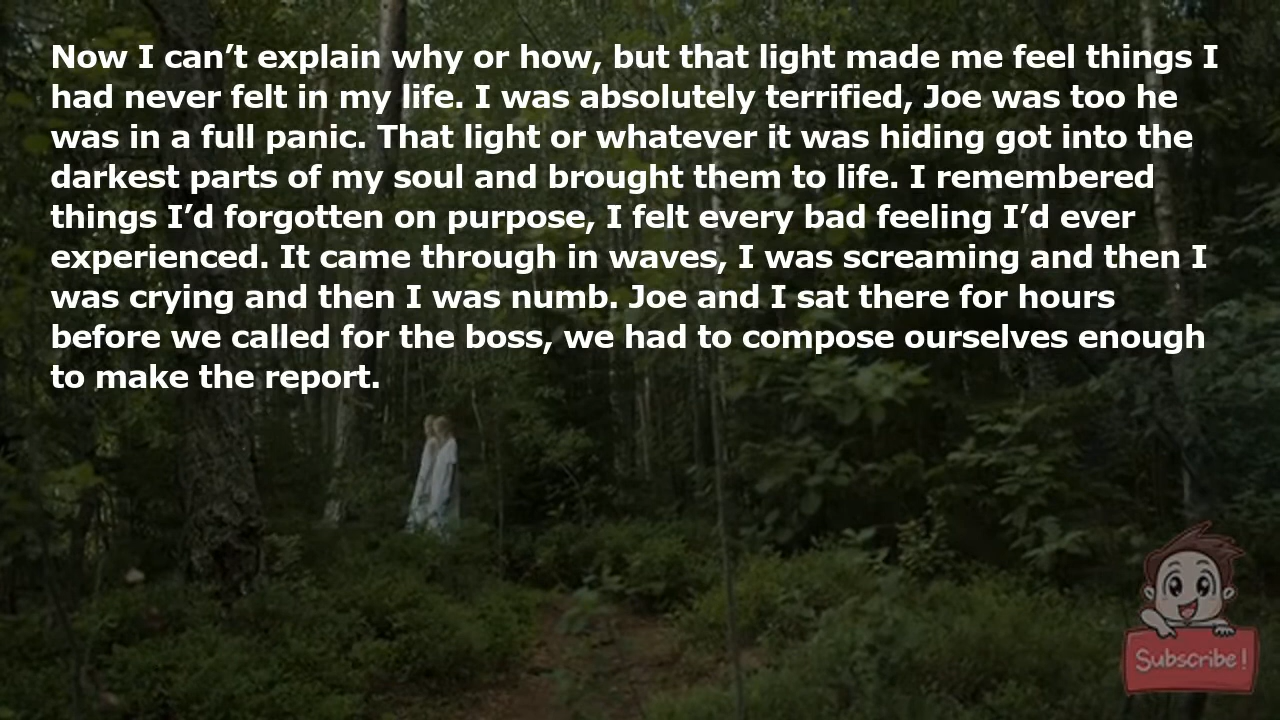 Now I can’t explain why or how, but that light made me feel things I
had never felt in my life. I was absolutely terrified, Joe was too he
was in a full panic. That light or whatever it was hiding got into the
darkest parts of my soul and brought them to life. I remembered
things I’d forgotten on purpose, I felt every bad feeling I’d ever
experienced. It came through in waves, I was screaming and then I
was crying and then I was numb. Joe and I sat there for hours
before we called for the boss, we had to compose ourselves enough
to make the report.
Subscribe!